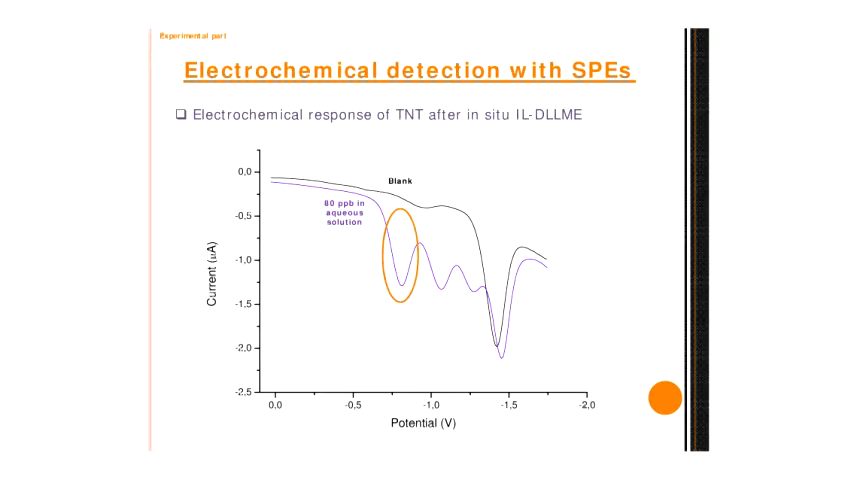 Experimental part
Electrochemical detection with SPEs
❑ Electrochemical response of TNT after in situ IL-DLLME
Blank
80 ppb in
aqueous
solution
Current (µA)
0,0
-0,5
-1,0
-1,5
-2,0
-2,5
0,0 -0,5 -1,0 -1,5 -2,0
Potential (V)